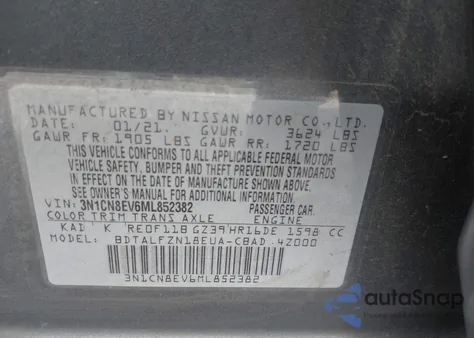 MANUFACTURED BY NISSAN MOTOR CO.,LTD.
DATE: 01/21. GVWR: 3624 LBS
GAWR FR: 1905 LBS GAWR RR: 1720 LBS
THIS VEHICLE CONFORMS TO ALL APPLICABLE FEDERAL MOTOR
VEHICLE SAFETY, BUMPER, AND THEFT PREVENTION STANDARDS
IN EFFECT ON THE DATE OF MANUFACTURE SHOWN ABOVE.
SEE OWNER'S MANUAL FOR ADDITIONAL INFORMATION.
VIN: 3N1CN8EV6ML852382 PASSENGER CAR.
COLOR TRIM TRANS AXLE ENGINE
KAD K RE0F11B GZ39 HR16DE 1598 CC
MODEL: BDTALFZN18EUA-CBAD 4Z000
3N1CN8EV6ML852382
autoSnap
Powered by AutoBidMaster